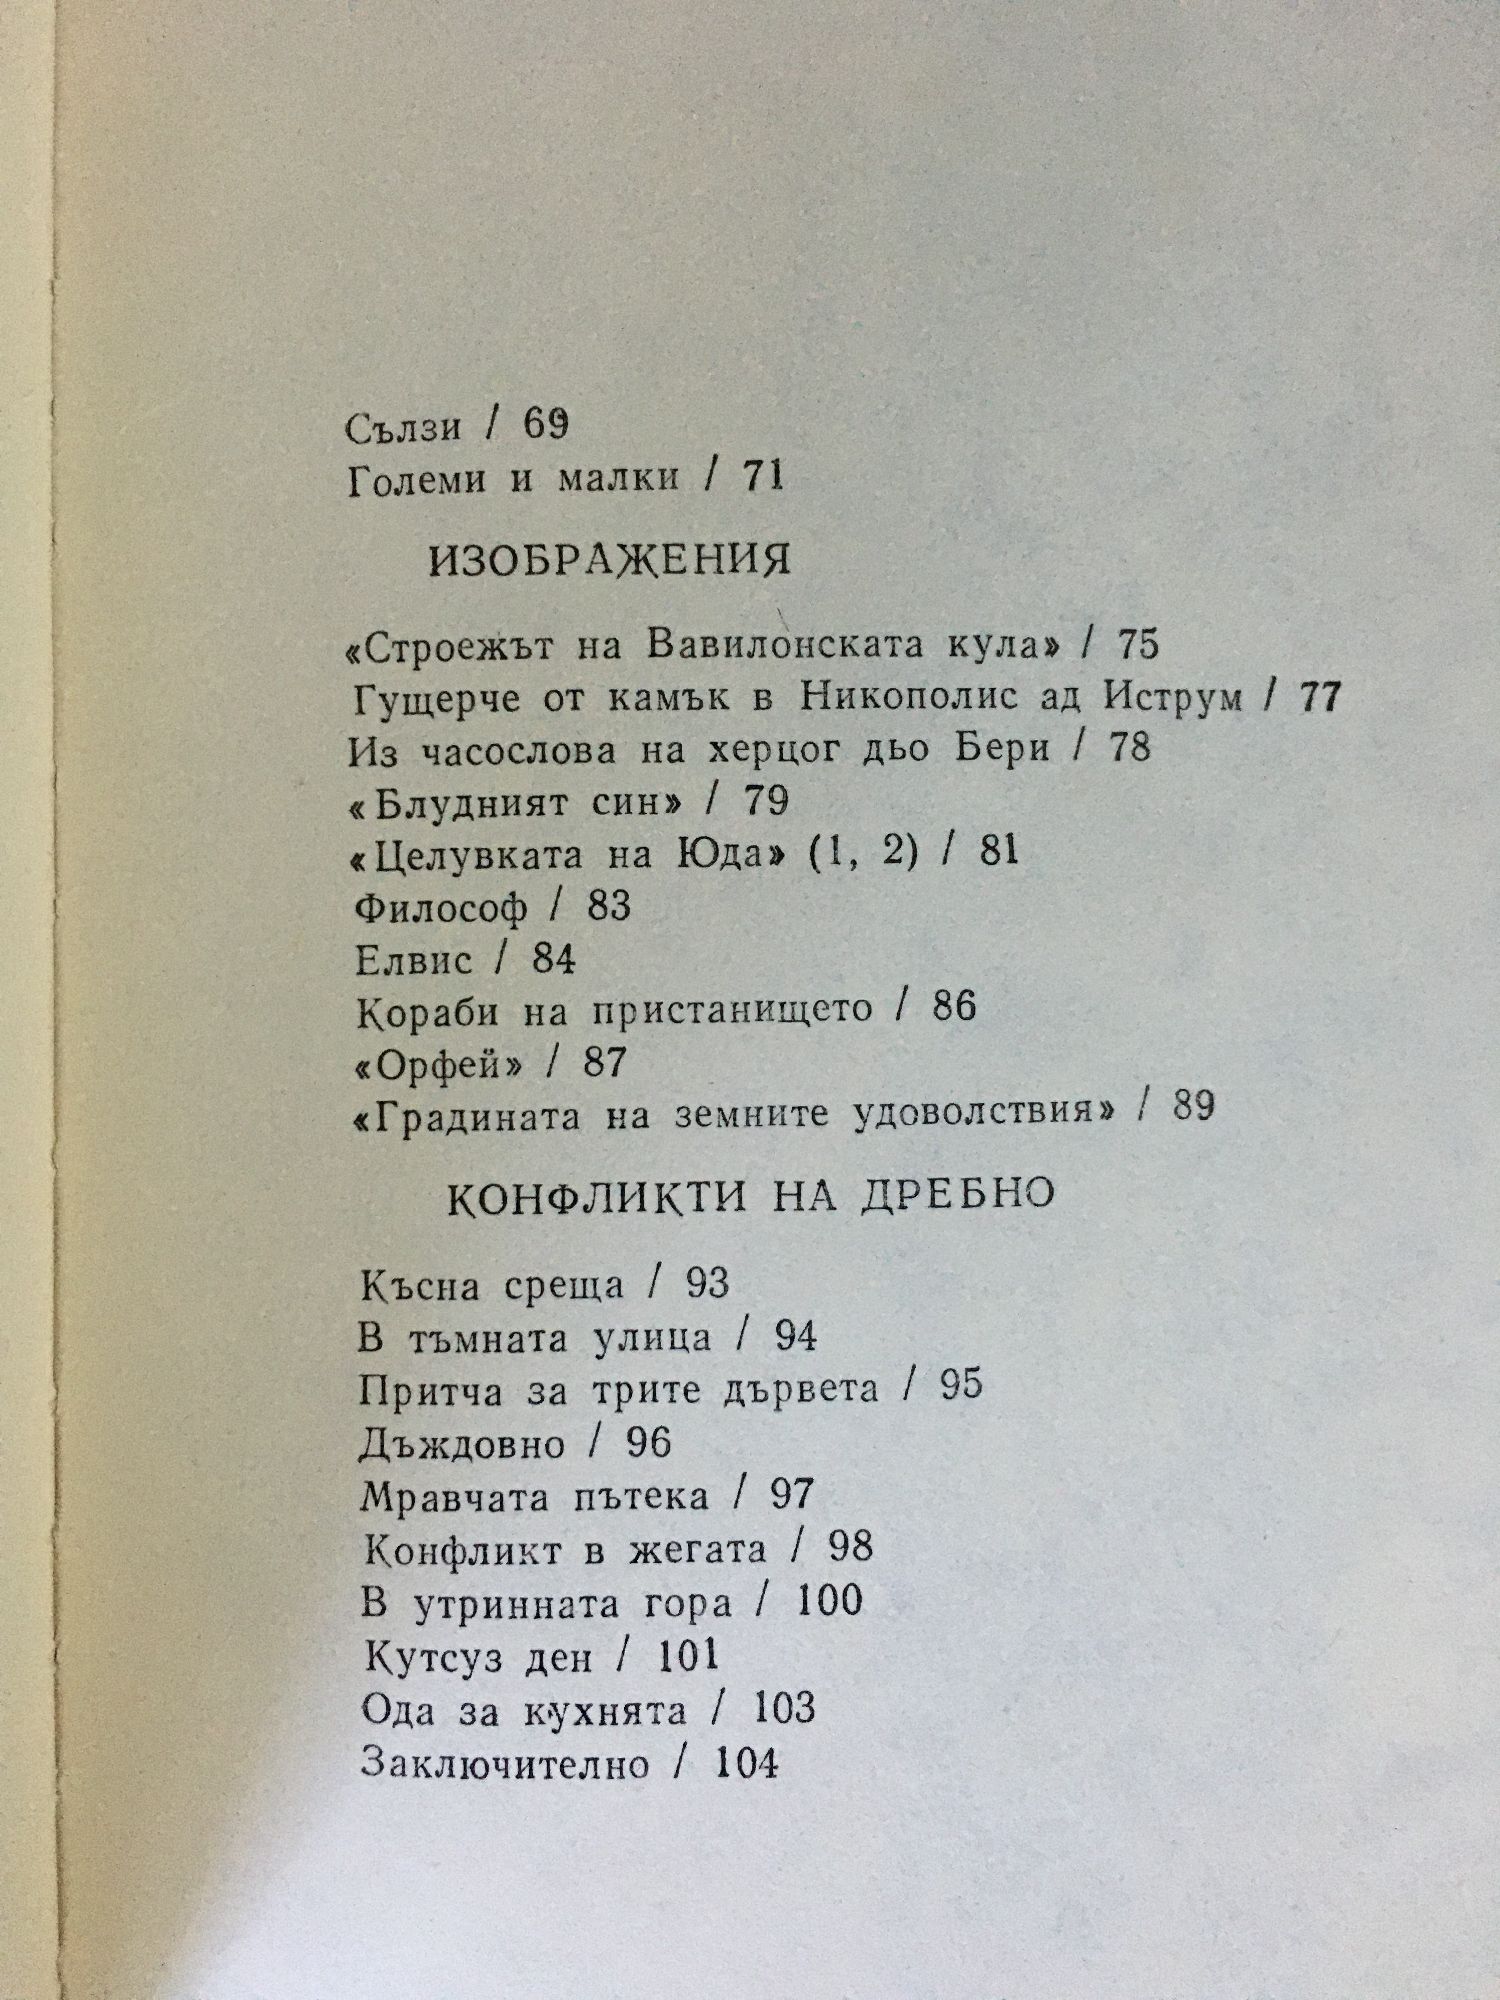 Сълзи / 69
Големи и малки / 71
ИЗОБРАЖЕНИЯ
«Строежът на Вавилонската кула» / 75
Гущерче от камък в Никополис ад Иструм / 77
Из часослова на херцог дьо Бери / 78
«Блудният син» / 79
«Целувката на Юда» (1, 2) / 81
Философ / 83
Елвис / 84
Кораби на пристанището / 86
«Орфей» / 87
«Градината на земните удоволствия» / 89
КОНФЛИКТИ НА ДРЕБНО
Късна среща / 93
В тъмната улица / 94
Притча за трите дървета / 95
Дъждовно / 96
Мравчата пътека / 97
Конфликт в жегата / 98
В утринната гора / 100
Кутсуз ден / 101
Ода за кухнята / 103
Заключително / 104